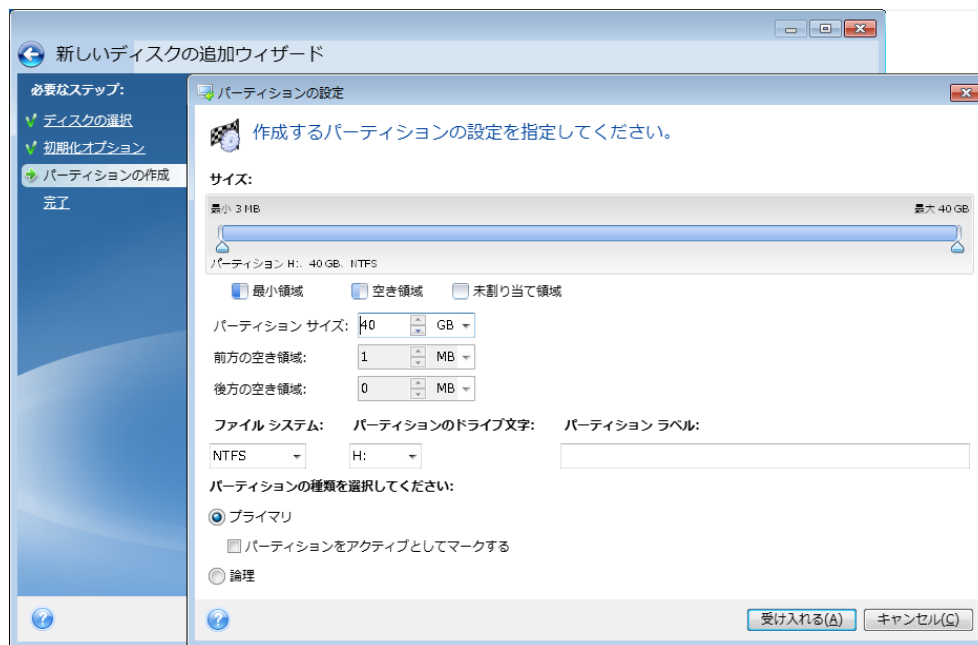 新しいディスクの追加ウィザード
必要なステップ:
ディスクの選択
初期化オプション
パーティションの作成
完了
パーティションの設定
作成するパーティションの設定を指定してください。
サイズ:
最小 3 MB 最大 40 GB
パーティション H:、40 GB、NTFS
最小領域 空き領域 未割り当て領域
パーティション サイズ: 40 GB
前方の空き領域: 1 MB
後方の空き領域: 0 MB
ファイル システム: パーティションのドライブ文字: パーティション ラベル:
NTFS H:
パーティションの種類を選択してください:
プライマリ
パーティションをアクティブとしてマークする
論理
受け入れる(A) キャンセル(C)